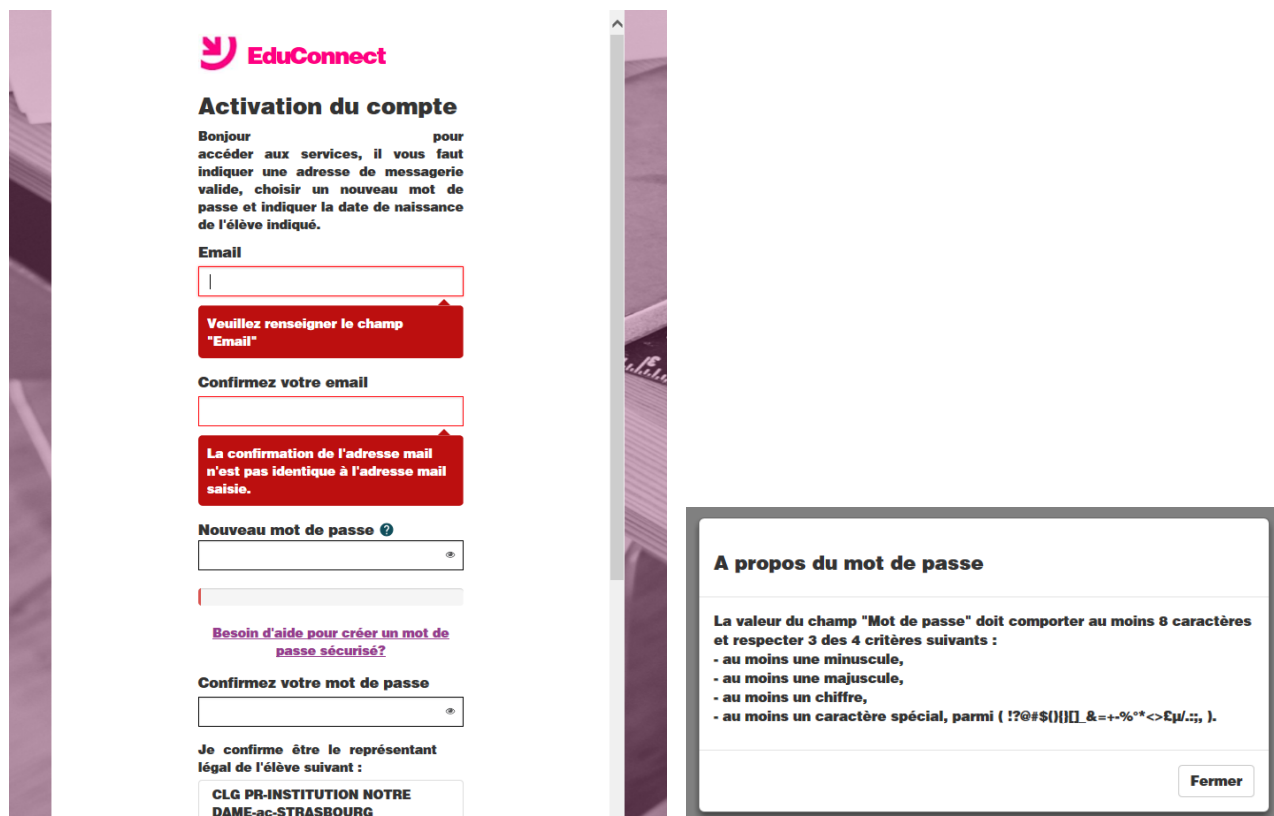 EduConnect
Activation du compte
Bonjour pour
accéder aux services, il vous faut
indiquer une adresse de messagerie
valide, choisir un nouveau mot de
passe et indiquer la date de naissance
de l'élève indiqué.
Email
Veuillez renseigner le champ
"Email"
Confirmez votre email
La confirmation de l'adresse mail
n'est pas identique à l'adresse mail
saisie.
Nouveau mot de passe ?
Besoin d'aide pour créer un mot de
passe sécurisé?
Confirmez votre mot de passe
Je confirme être le représentant
légal de l'élève suivant :
CLG PR-INSTITUTION NOTRE
DAME-ac-STRASBOURG
A propos du mot de passe
La valeur du champ "Mot de passe" doit comporter au moins 8 caractères
et respecter 3 des 4 critères suivants :
- au moins une minuscule,
- au moins une majuscule,
- au moins un chiffre,
- au moins un caractère spécial, parmi ( !?@#$(){}[]_&=+-%°*<>£µ/.:;, ).
Fermer